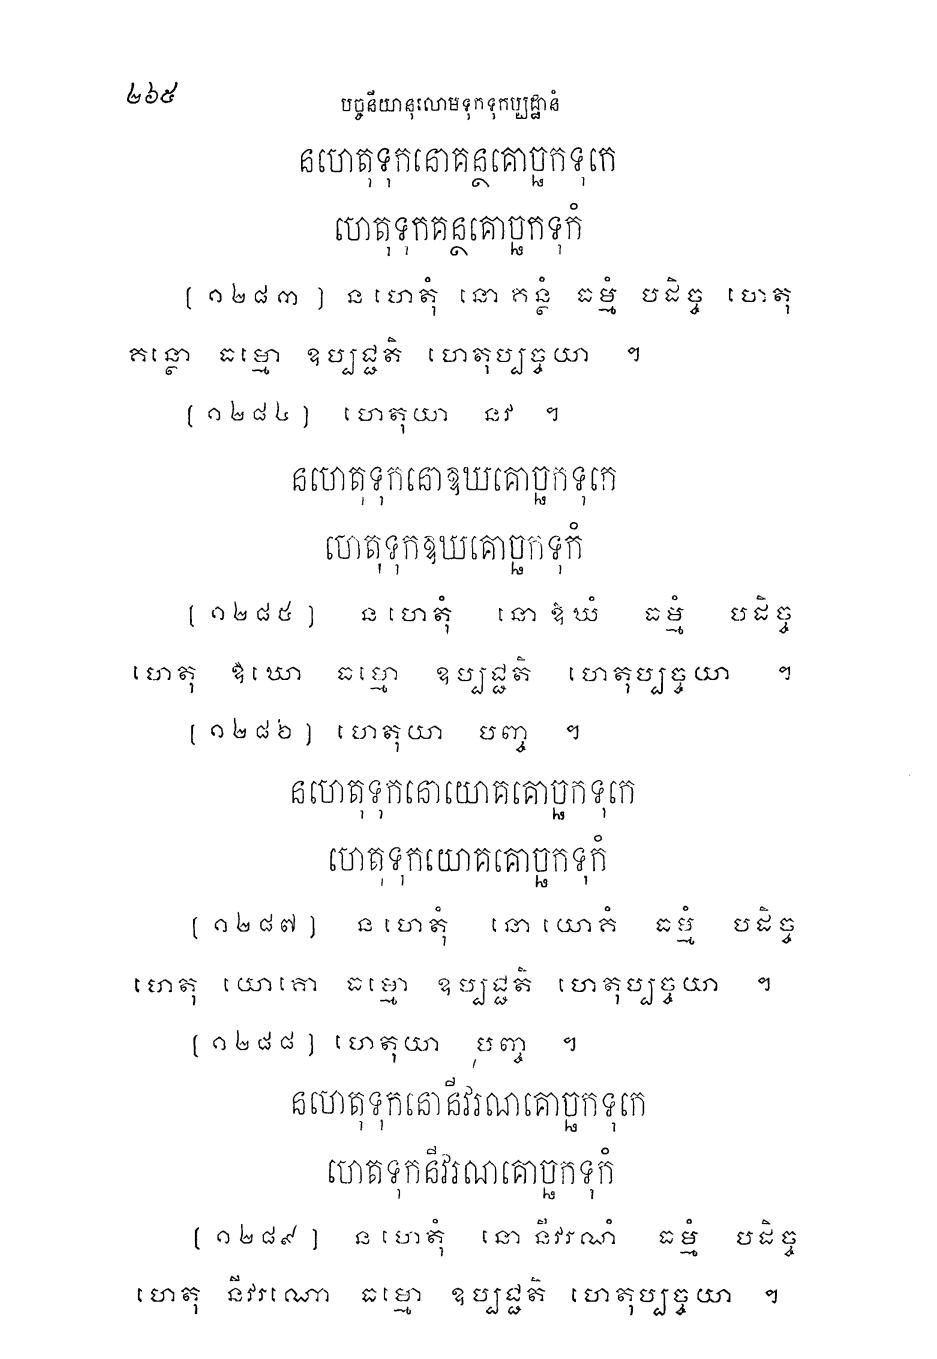 ២៦៥
បច្ចនីយានុលោមទុកទុកប្បដ្ឋានំ
នហេតុទុកនោគន្ថគោច្ឆកទុកេ
ហេតុទុកគន្ថគោច្ឆកទុកំ
[១២៨៣] នហេតុំ នោ គន្ថំ ធម្មំ បដិច្ច ហេតុ
គន្ថោ ធម្មោ ឧប្បជ្ជតិ ហេតុប្បច្ចយា ។
[១២៨៤] ហេតុយា នវ ។
នហេតុទុកនោឱឃគោច្ឆកទុកេ
ហេតុទុកឱឃគោច្ឆកទុកំ
[១២៨៥] នហេតុំ នោ ឱឃំ ធម្មំ បដិច្ច
ហេតុ ឱឃោ ធម្មោ ឧប្បជ្ជតិ ហេតុប្បច្ចយា ។
[១២៨៦] ហេតុយា បញ្ច ។
នហេតុទុកនោយោគគោច្ឆកទុកេ
ហេតុទុកយោគគោច្ឆកទុកំ
[១២៨៧] នហេតុំ នោ យោគំ ធម្មំ បដិច្ច
ហេតុ យោគោ ធម្មោ ឧប្បជ្ជតិ ហេតុប្បច្ចយា ។
[១២៨៨] ហេតុយា បញ្ច ។
នហេតុទុកនោនីវរណគោច្ឆកទុកេ
ហេតទុកនីវរណគោច្ឆកទុកំ
[១២៨៩] នហេតុំ នោ នីវរណំ ធម្មំ បដិច្ច
ហេតុ នីវរណោ ធម្មោ ឧប្បជ្ជតិ ហេតុប្បច្ចយា ។